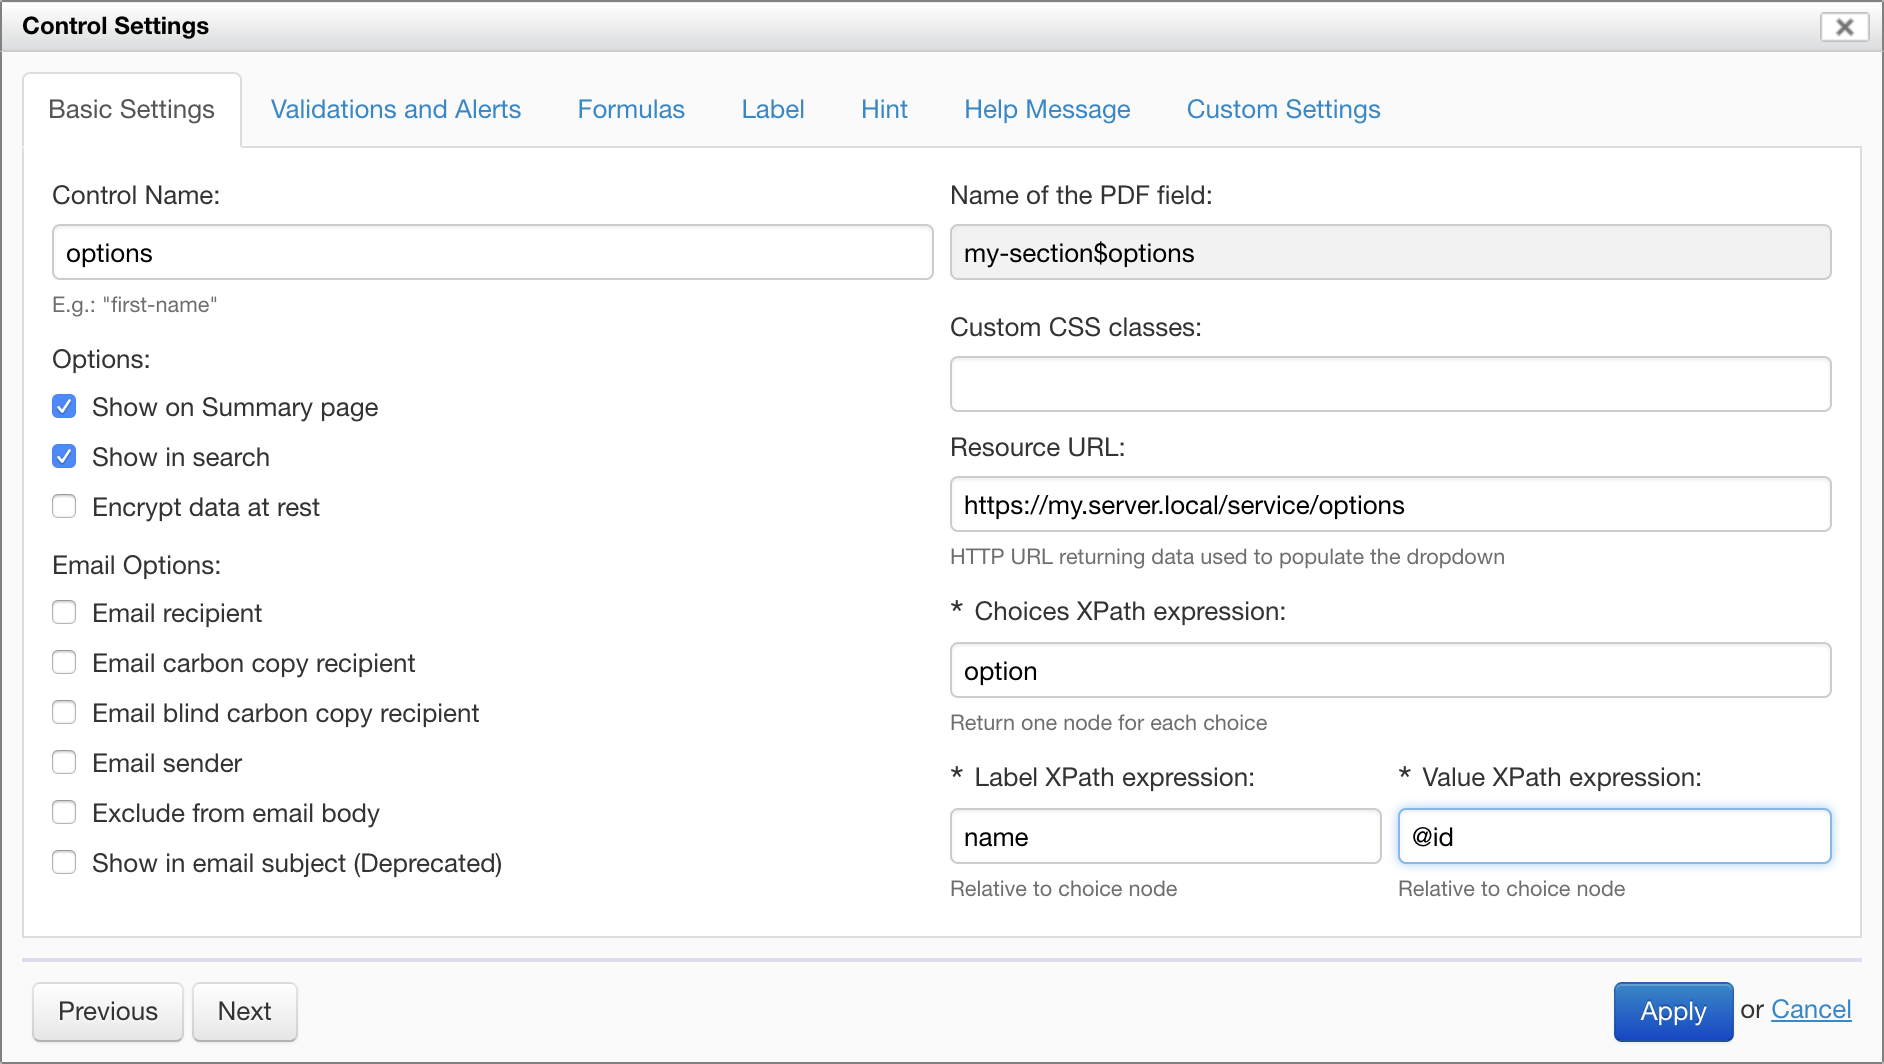 Control Settings
Basic Settings
Validations and Alerts
Formulas
Label
Hint
Help Message
Custom Settings
Control Name:
options
E.g.: "first-name"
Options:
Show on Summary page
Show in search
Encrypt data at rest
Email Options:
Email recipient
Email carbon copy recipient
Email blind carbon copy recipient
Email sender
Exclude from email body
Show in email subject (Deprecated)
Name of the PDF field:
my-section$options
Custom CSS classes:
Resource URL:
https://my.server.local/service/options
HTTP URL returning data used to populate the dropdown
* Choices XPath expression:
option
Return one node for each choice
* Label XPath expression:
name
Relative to choice node
* Value XPath expression:
@id
Relative to choice node
Previous
Next
Apply or Cancel